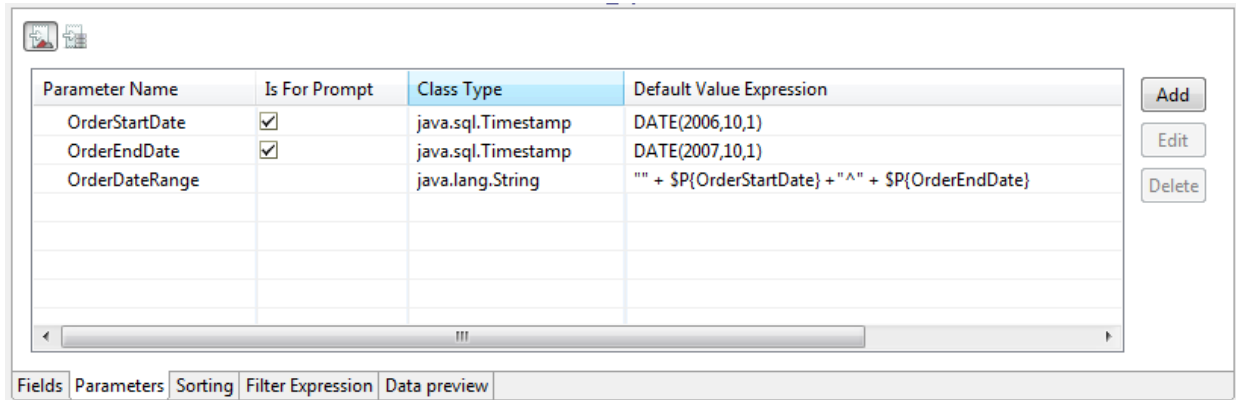 Parameter Name Is For Prompt Class Type Default Value Expression
Add
OrderStartDate java.sql.Timestamp DATE(2006,10,1)
Edit
OrderEndDate java.sql.Timestamp DATE(2007,10,1)
OrderDateRange java.lang.String "" + $P{OrderStartDate} +"^" + $P{OrderEndDate}
Delete
Fields Parameters Sorting Filter Expression Data preview